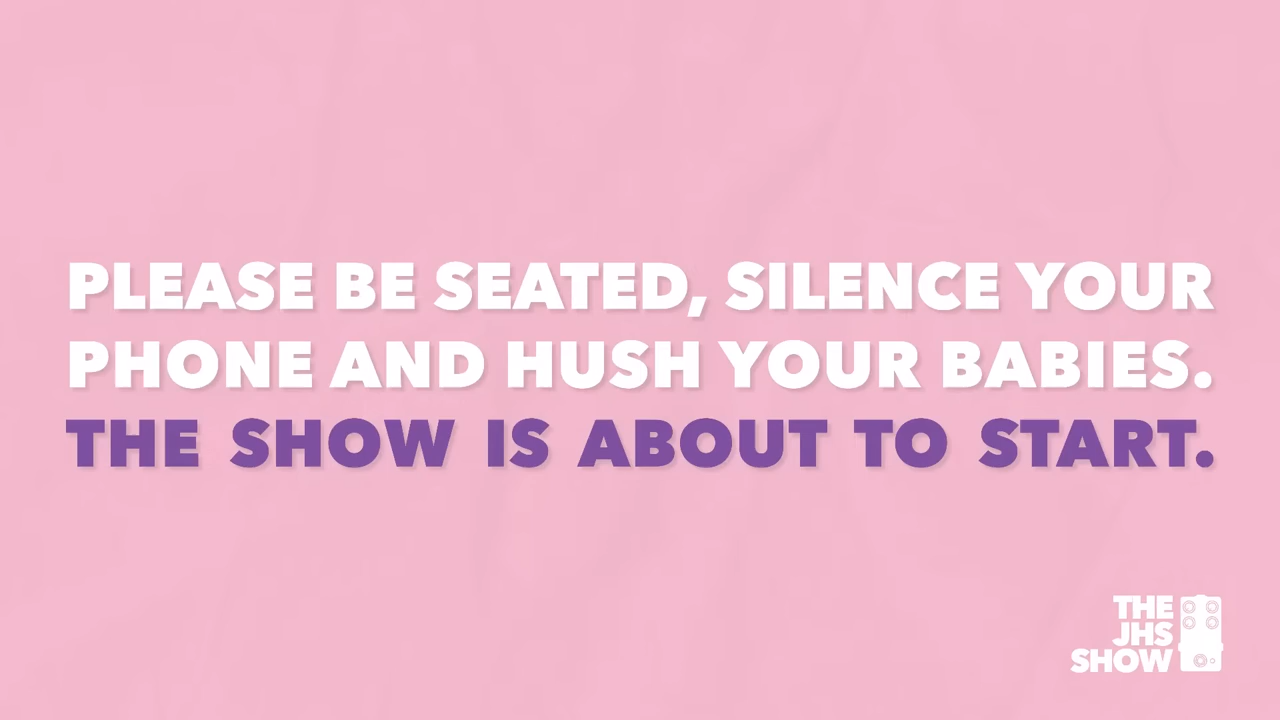 PLEASE BE SEATED, SILENCE YOUR
PHONE AND HUSH YOUR BABIES.
THE SHOW IS ABOUT TO START.
THE
JHS
SHOW